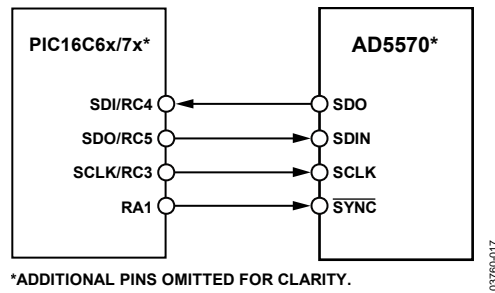 PIC16C6x/7x*
AD5570*
SDI/RC4
SDO
SDO/RC5
SDIN
SCLK/RC3
SCLK
RA1
SYNC
*ADDITIONAL PINS OMITTED FOR CLARITY.
03760-017